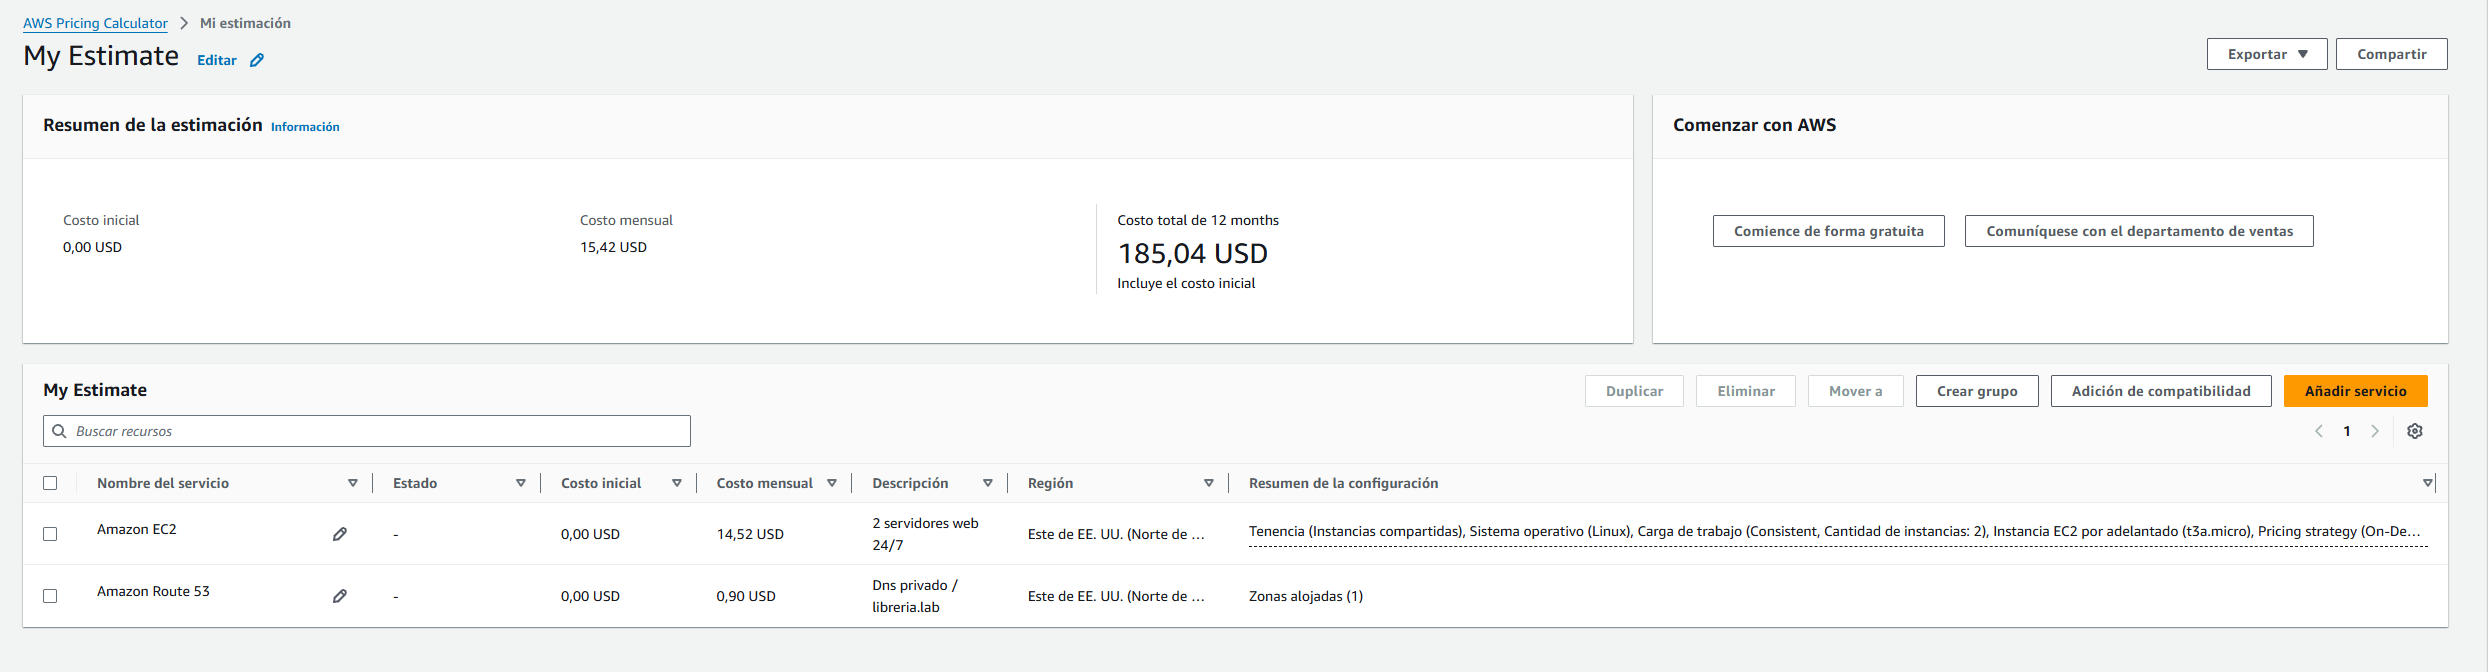 AWS Pricing Calculator > Mi estimación
My Estimate Editar
Exportar Compartir
Resumen de la estimación Información
Costo inicial
0,00 USD
Costo mensual
15,42 USD
Costo total de 12 months
185,04 USD
Incluye el costo inicial
Comenzar con AWS
Comience de forma gratuita Comuníquese con el departamento de ventas
My Estimate
Duplicar Eliminar Mover a Crear grupo Adición de compatibilidad Añadir servicio
Buscar recursos
1
Nombre del servicio Estado Costo inicial Costo mensual Descripción Región Resumen de la configuración
Amazon EC2 - 0,00 USD 14,52 USD 2 servidores web 24/7 Este de EE. UU. (Norte de ... Tenencia (Instancias compartidas), Sistema operativo (Linux), Carga de trabajo (Consistent, Cantidad de instancias: 2), Instancia EC2 por adelantado (t3a.micro), Pricing strategy (On-De...
Amazon Route 53 - 0,00 USD 0,90 USD Dns privado / libreria.lab Este de EE. UU. (Norte de ... Zonas alojadas (1)